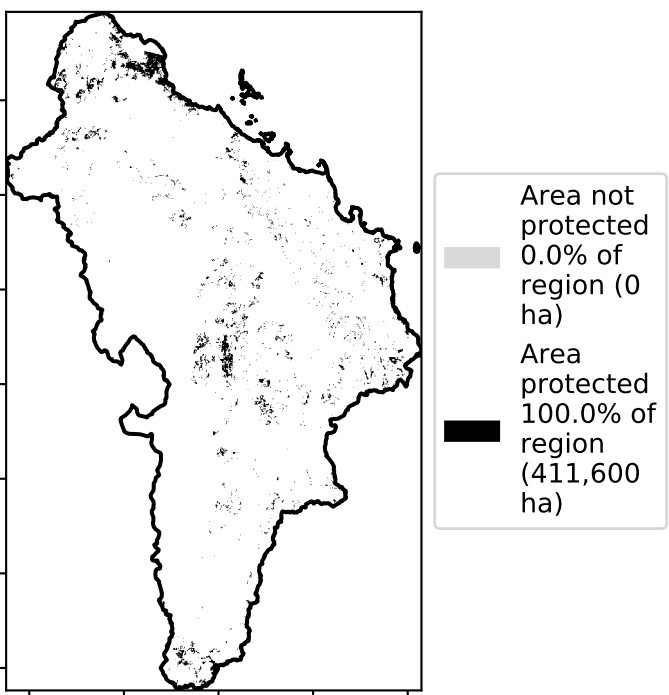 Area not
protected
0.0% of
region (0
ha)
Area
protected
100.0% of
region
(411,600
ha)